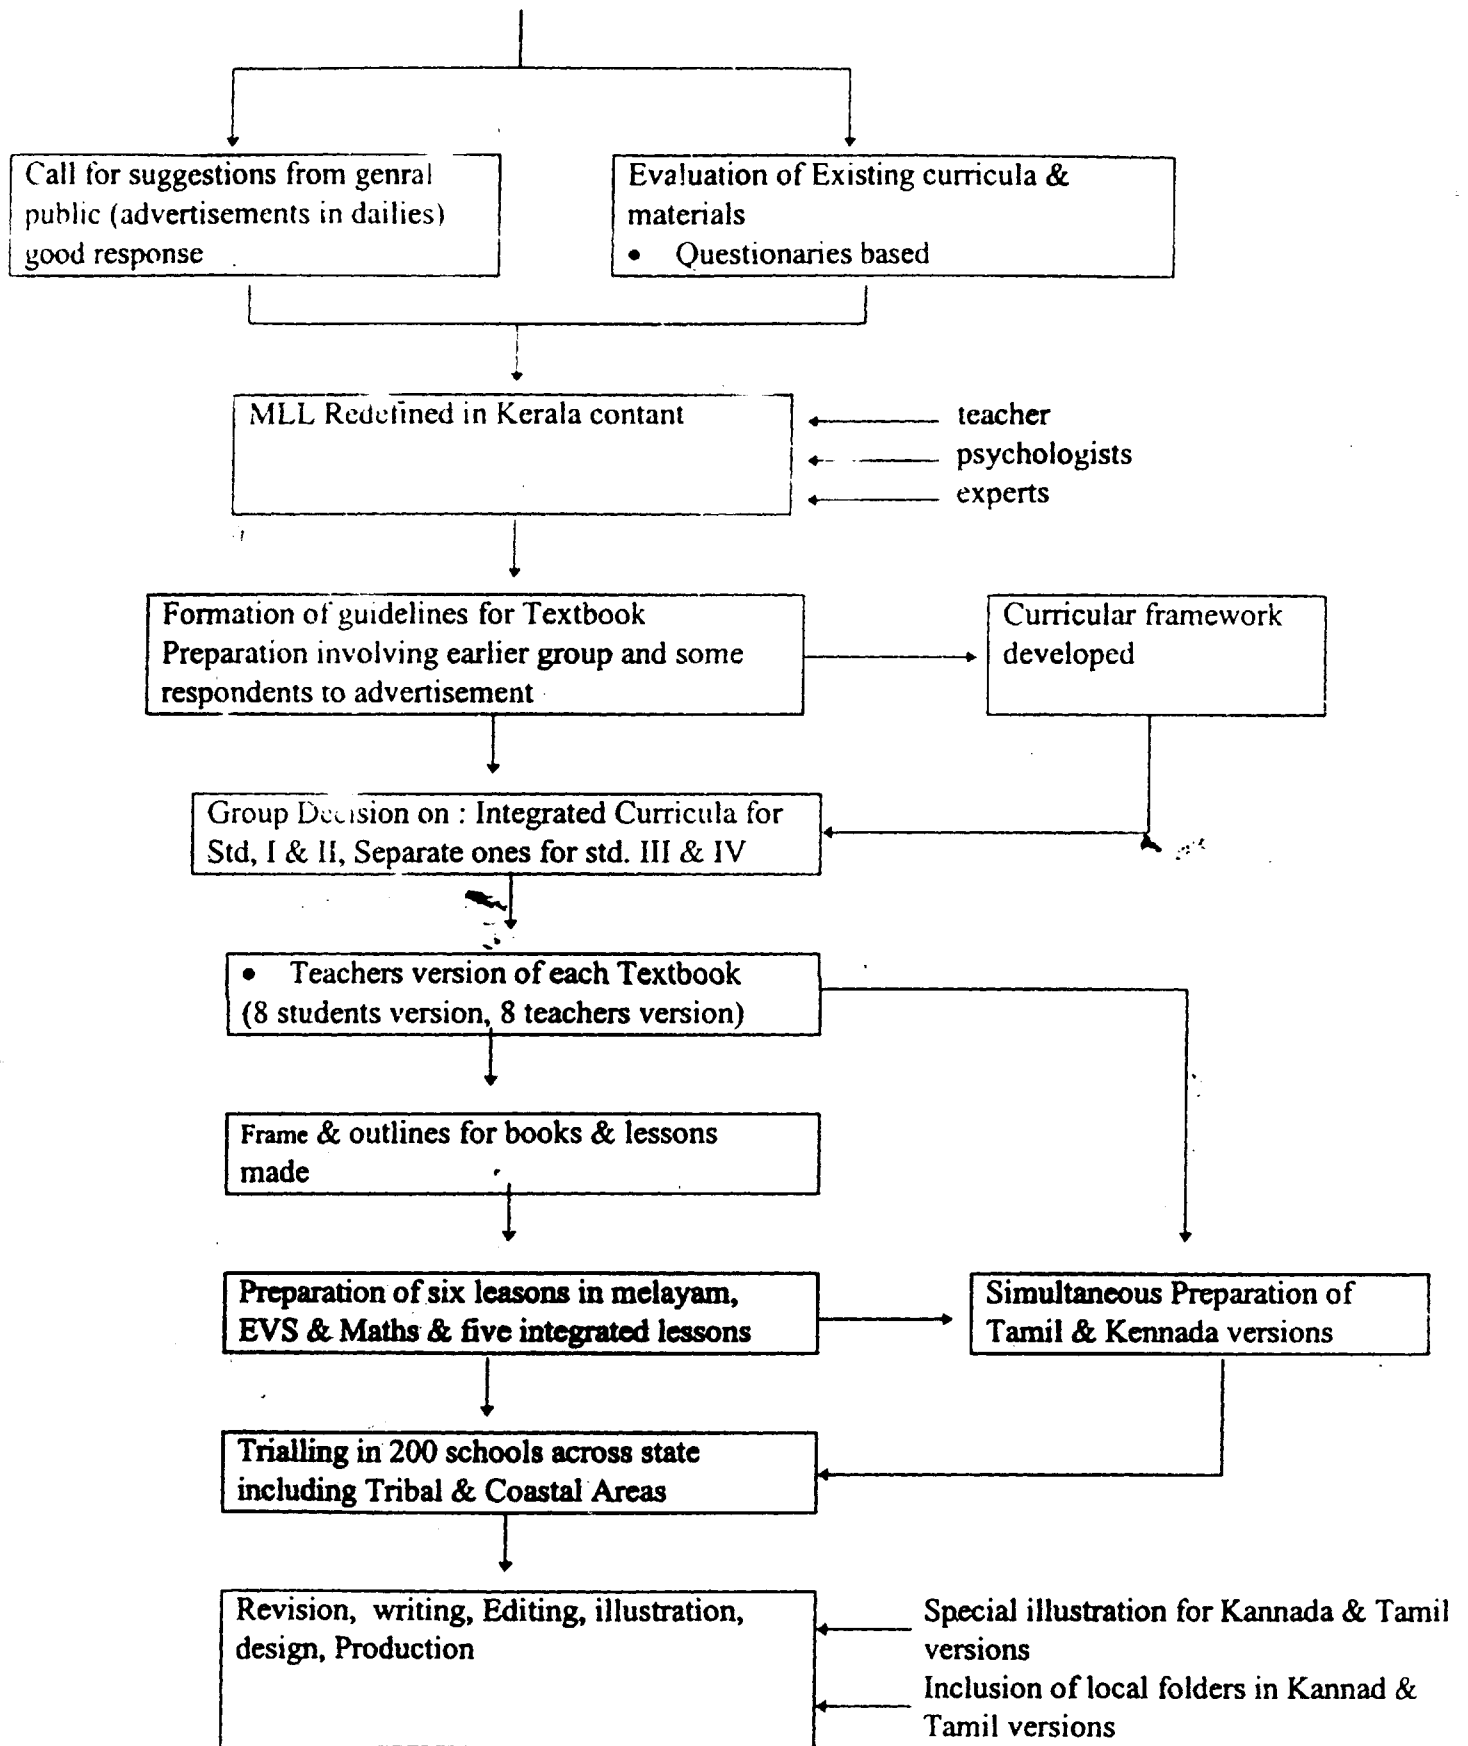 Call for suggestions from genral
public (advertisements in dailies)
good response
Evaluation of Existing curricula &
materials
• Questionaries based
MLL Redefined in Kerala contant
teacher
psychologists
experts
Formation of guidelines for Textbook
Preparation involving earlier group and some
respondents to advertisement
Curricular framework
developed
Group Decision on : Integrated Curricula for
Std, I & II, Separate ones for std. III & IV
• Teachers version of each Textbook
(8 students version, 8 teachers version)
Frame & outlines for books & lessons
made
Preparation of six leasons in melayam,
EVS & Maths & five integrated lessons
Simultaneous Preparation of
Tamil & Kennada versions
Trialling in 200 schools across state
including Tribal & Coastal Areas
Revision, writing, Editing, illustration,
design, Production
Special illustration for Kannada & Tamil
versions
Inclusion of local folders in Kannad &
Tamil versions